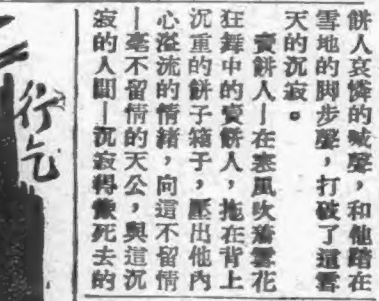 餅人哀憐的喊聲，和他踏在
雪地的脚步聲，打破了這雪
天的沉寂。
賣餅人—在寒風吹落雪花
狂舞中的賣餅人，拖在背上
沉重的餅子箱子，壓出他內
心溢流的情緒，向這不留情
—毫不留情的天公，與這沉
寂的人間—沉寂得像死去的
行乞